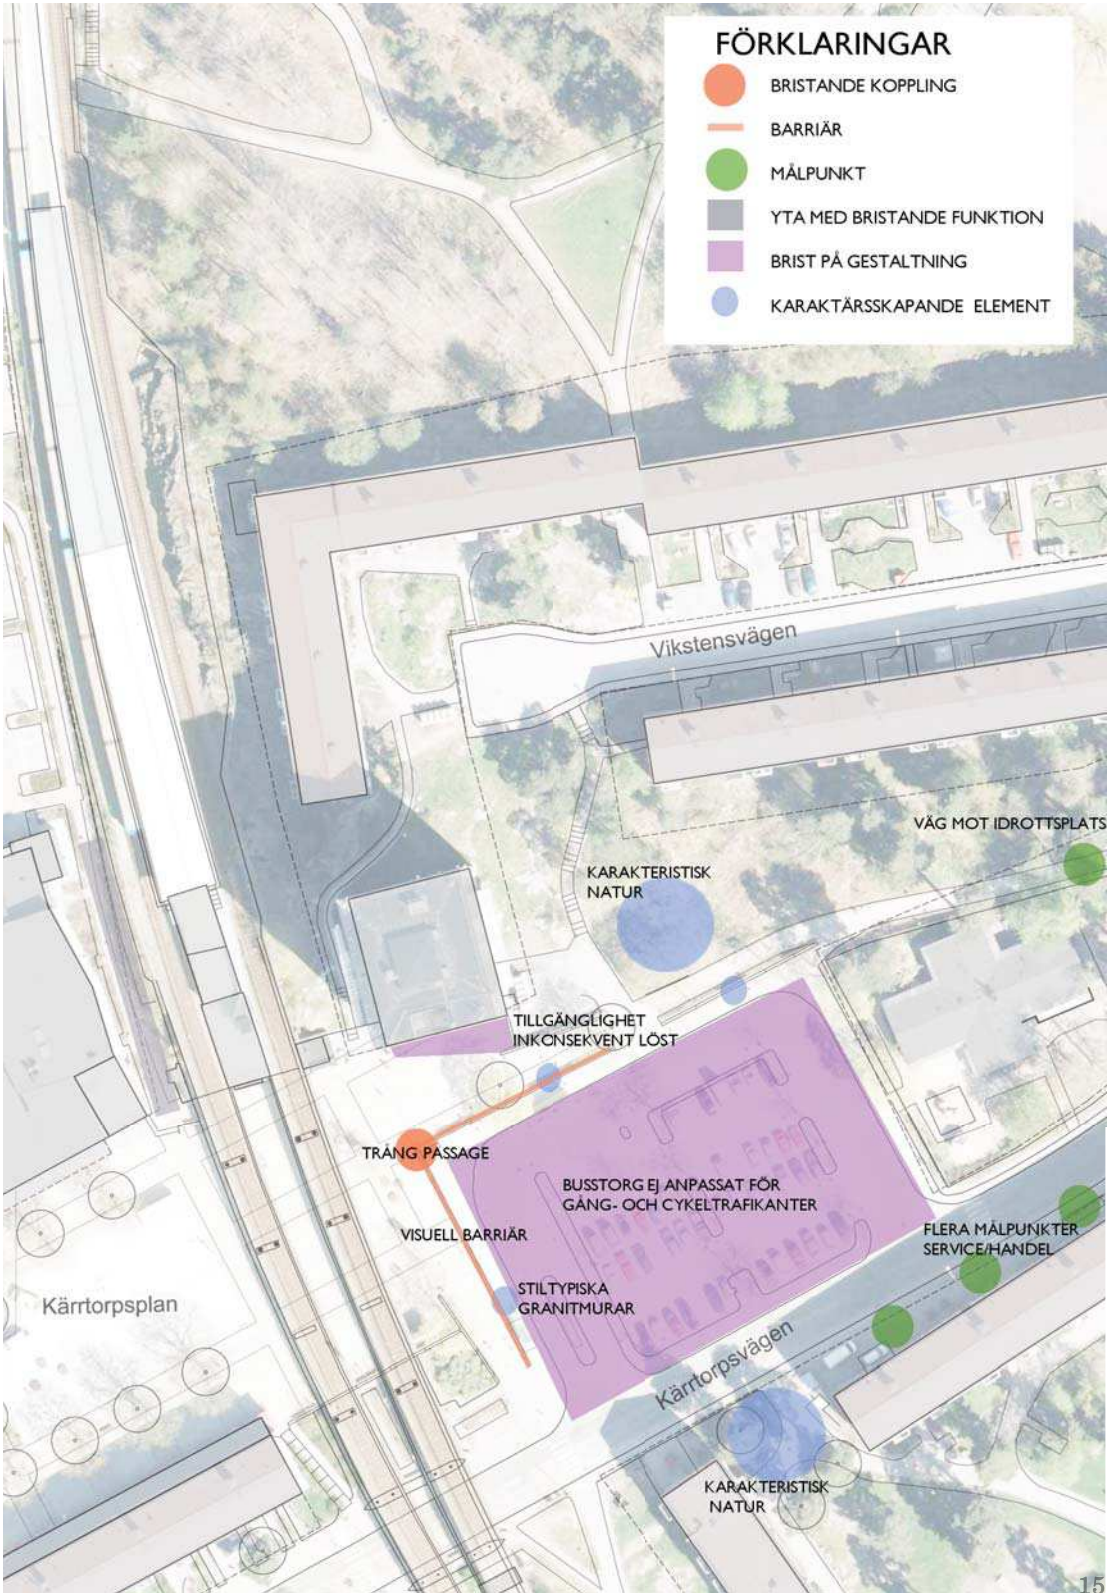 FÖRKLARINGAR
BRISTANDE KOPPLING
BARRIÄR
MÅLPUNKT
YTA MED BRISTANDE FUNKTION
BRIST PÅ GESTALTNING
KARAKTÄRSSKAPANDE ELEMENT
Vikstensvägen
VÄG MOT IDROTTSPLATS
KARAKTERISTISK
NATUR
TILLGÄNGLIGHET
INKONSEKVENT LÖST
TRÅNG PASSAGE
BUSSTORG EJ ANPASSAT FÖR
GÅNG- OCH CYKELTRAFIKANTER
VISUELL BARRIÄR
FLERA MÅLPUNKTER
SERVICE/HANDEL
STILTYPISKA
GRANITMURAR
Kärrtorpsplan
Kärrtorpsvägen
KARAKTERISTISK
NATUR
15